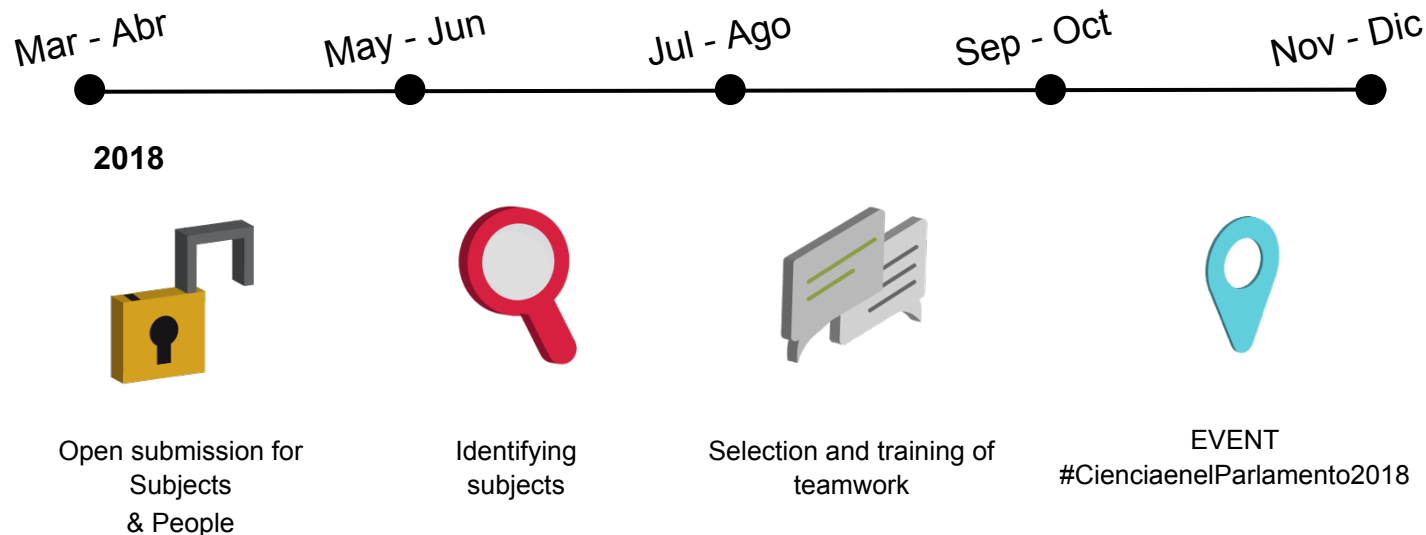 Mar - Abr
May - Jun
Jul - Ago
Sep - Oct
Nov - Dic
2018
Open submission for
Subjects
& People
Identifying
subjects
Selection and training of
teamwork
EVENT
#CienciaenelParlamento2018